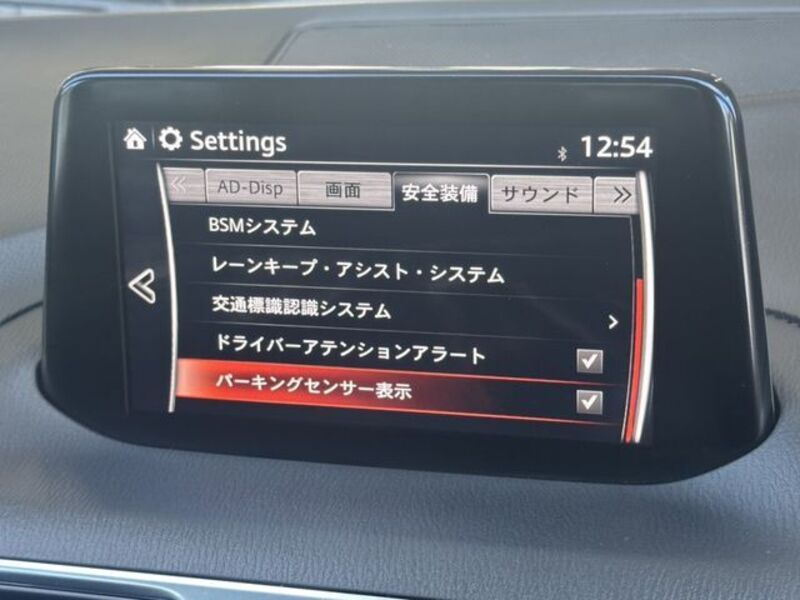 Settings
12:54
AD-Disp 画面 安全装備 サウンド
BSMシステム
レーンキープ・アシスト・システム
交通標識認識システム
ドライバーアテンションアラート
パーキングセンサー表示